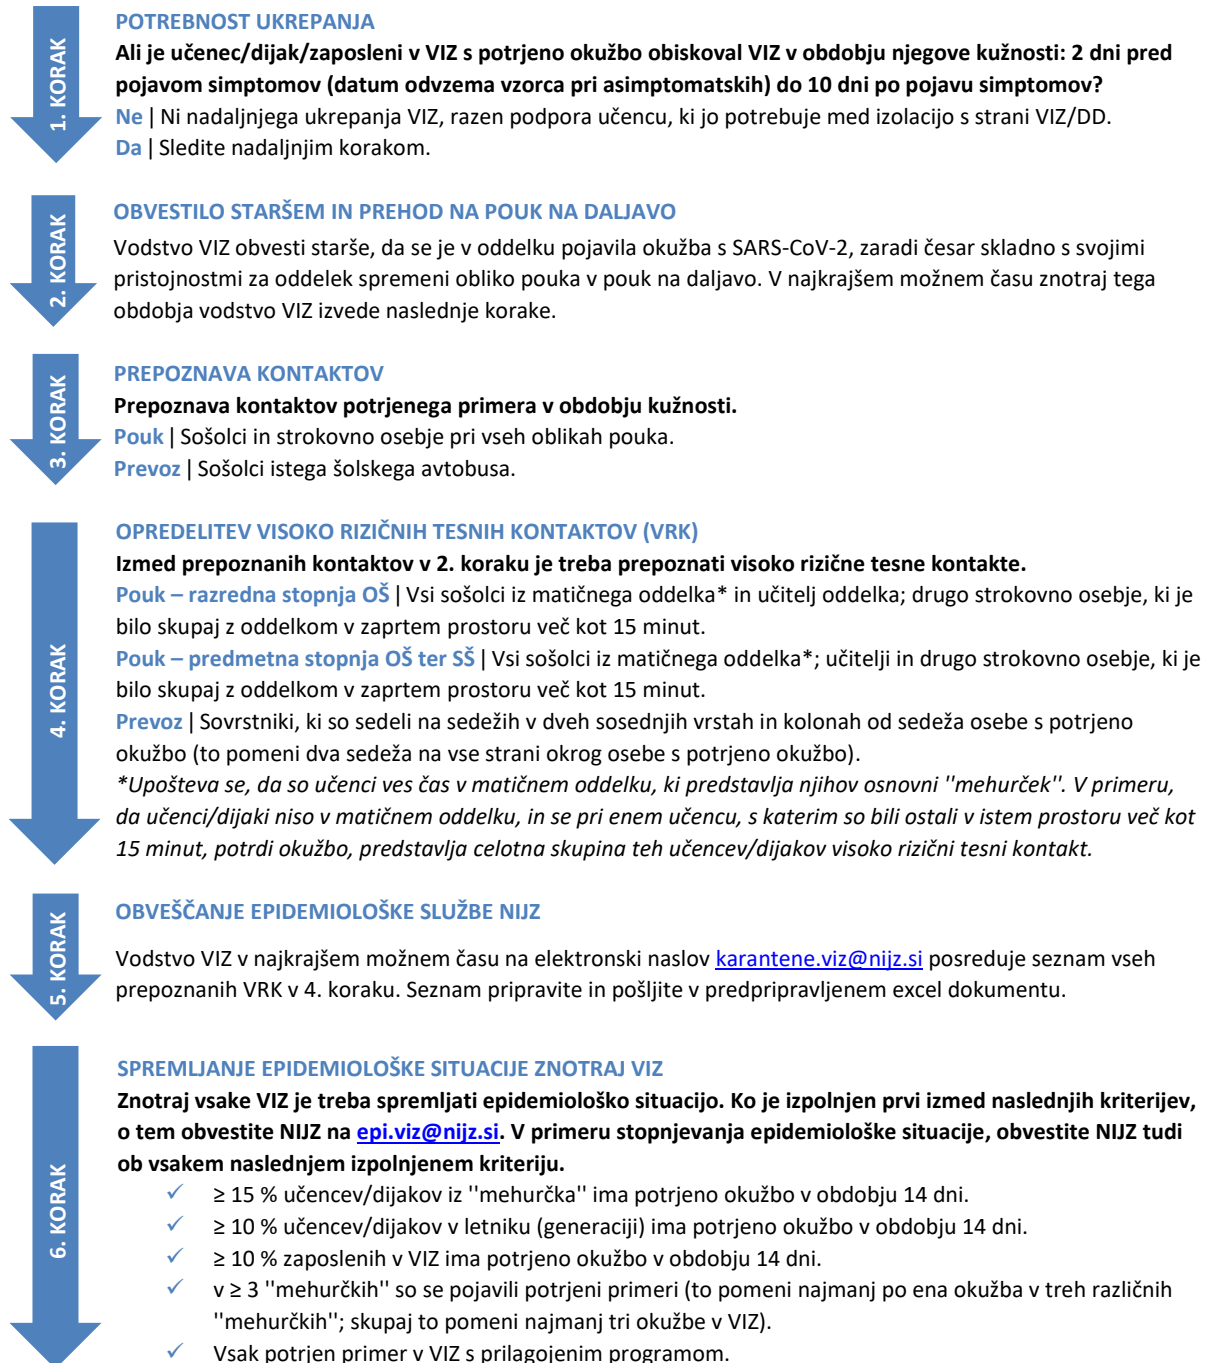 1. KORAK
POTREBNOST UKREPANJA
Ali je učenec/dijak/zaposleni v VIZ s potrjeno okužbo obiskoval VIZ v obdobju njegove kužnosti: 2 dni pred
pojavom simptomov (datum odvzema vzorca pri asimptomatskih) do 10 dni po pojavu simptomov?
Ne | Ni nadaljnjega ukrepanja VIZ, razen podpora učencu, ki jo potrebuje med izolacijo s strani VIZ/DD.
Da | Sledite nadaljnjim korakom.
2. KORAK
OBVESTILO STARŠEM IN PREHOD NA POUK NA DALJAVO
Vodstvo VIZ obvesti starše, da se je v oddelku pojavila okužba s SARS-CoV-2, zaradi česar skladno s svojimi
pristojnostmi za oddelek spremeni obliko pouka v pouk na daljavo. V najkrajšem možnem času znotraj tega
obdobja vodstvo VIZ izvede naslednje korake.
3. KORAK
PREPOZNAVA KONTAKTOV
Prepoznava kontaktov potrjenega primera v obdobju kužnosti.
Pouk | Sošolci in strokovno osebje pri vseh oblikah pouka.
Prevoz | Sošolci istega šolskega avtobusa.
4. KORAK
OPREDELITEV VISOKO RIZIČNIH TESNIH KONTAKTOV (VRK)
Izmed prepoznanih kontaktov v 2. koraku je treba prepoznati visoko rizične tesne kontakte.
Pouk – razredna stopnja OŠ | Vsi sošolci iz matičnega oddelka* in učitelj oddelka; drugo strokovno osebje, ki je
bilo skupaj z oddelkom v zaprtem prostoru več kot 15 minut.
Pouk – predmetna stopnja OŠ ter SŠ | Vsi sošolci iz matičnega oddelka*; učitelji in drugo strokovno osebje, ki je
bilo skupaj z oddelkom v zaprtem prostoru več kot 15 minut.
Prevoz | Sovrstniki, ki so sedeli na sedežih v dveh sosednjih vrstah in kolonah od sedeža osebe s potrjeno
okužbo (to pomeni dva sedeža na vse strani okrog osebe s potrjeno okužbo).
*Upošteva se, da so učenci ves čas v matičnem oddelku, ki predstavlja njihov osnovni ''mehurček''. V primeru,
da učenci/dijaki niso v matičnem oddelku, in se pri enem učencu, s katerim so bili ostali v istem prostoru več kot
15 minut, potrdi okužbo, predstavlja celotna skupina teh učencev/dijakov visoko rizični tesni kontakt.
5. KORAK
OBVEŠČANJE EPIDEMIOLOŠKE SLUŽBE NIJZ
Vodstvo VIZ v najkrajšem možnem času na elektronski naslov karantene.viz@nijz.si posreduje seznam vseh
prepoznanih VRK v 4. koraku. Seznam pripravite in pošljite v predpripravljenem excel dokumentu.
6. KORAK
SPREMLJANJE EPIDEMIOLOŠKE SITUACIJE ZNOTRAJ VIZ
Znotraj vsake VIZ je treba spremljati epidemiološko situacijo. Ko je izpolnjen prvi izmed naslednjih kriterijev,
o tem obvestite NIJZ na epi.viz@nijz.si. V primeru stopnjevanja epidemiološke situacije, obvestite NIJZ tudi
ob vsakem naslednjem izpolnjenem kriteriju.
✓ ≥ 15 % učencev/dijakov iz ''mehurčka'' ima potrjeno okužbo v obdobju 14 dni.
✓ ≥ 10 % učencev/dijakov v letniku (generaciji) ima potrjeno okužbo v obdobju 14 dni.
✓ ≥ 10 % zaposlenih v VIZ ima potrjeno okužbo v obdobju 14 dni.
✓ v ≥ 3 ''mehurčkih'' so se pojavili potrjeni primeri (to pomeni najmanj po ena okužba v treh različnih
''mehurčkih''; skupaj to pomeni najmanj tri okužbe v VIZ).
✓ Vsak potrjen primer v VIZ s prilagojenim programom.